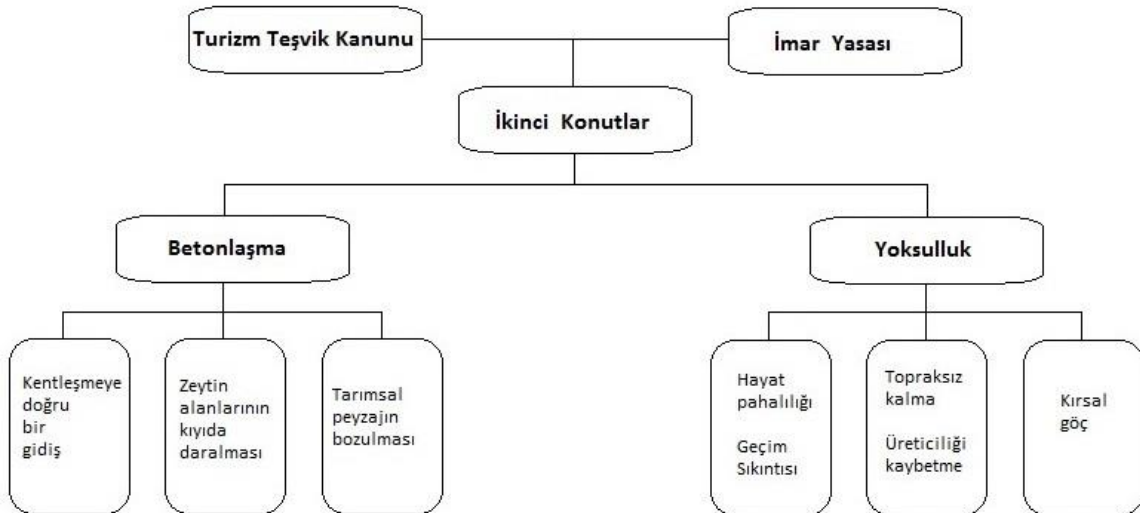 Turizm Teşvik Kanunu
İmar Yasası
İkinci Konutlar
Betonlaşma
Yoksulluk
Kentleşmeye
doğru
bir
gidiş
Zeytin
alanlarının
kıyıda
daralması
Tarımsal
peyzajın
bozulması
Hayat
pahalılığı
Geçim
Sıkıntısı
Topraksız
kalma
Üreticiliği
kaybetme
Kırsal
göç